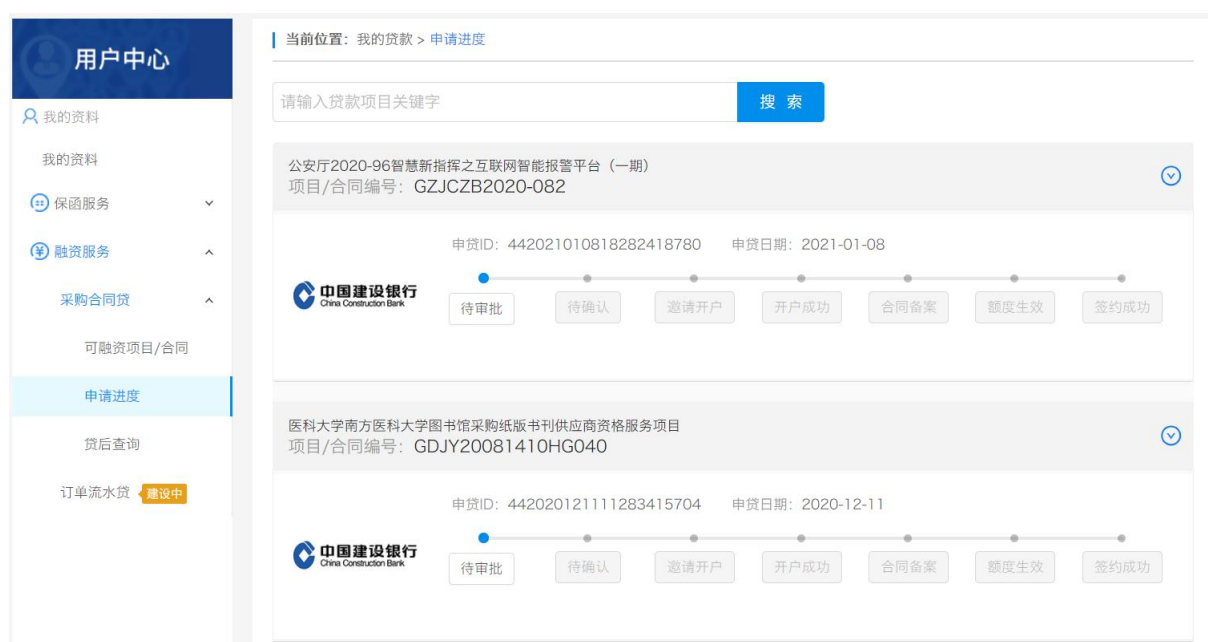 用户中心
我的资料
我的资料
保函服务
融资服务
采购合同贷
可融资项目/合同
申请进度
贷后查询
订单流水贷 建设中
当前位置：我的贷款 > 申请进度
请输入贷款项目关键字 搜 索
公安厅2020-96智慧新指挥之互联网智能报警平台（一期）
项目/合同编号：GZJCZB2020-082
申贷ID：442021010818282418780 申贷日期：2021-01-08
中国建设银行
China Construction Bank
待审批 待确认 邀请开户 开户成功 合同备案 额度生效 签约成功
医科大学南方医科大学图书馆采购纸版书刊供应商资格服务项目
项目/合同编号：GDJY20081410HG040
申贷ID：442020121111283415704 申贷日期：2020-12-11
中国建设银行
China Construction Bank
待审批 待确认 邀请开户 开户成功 合同备案 额度生效 签约成功